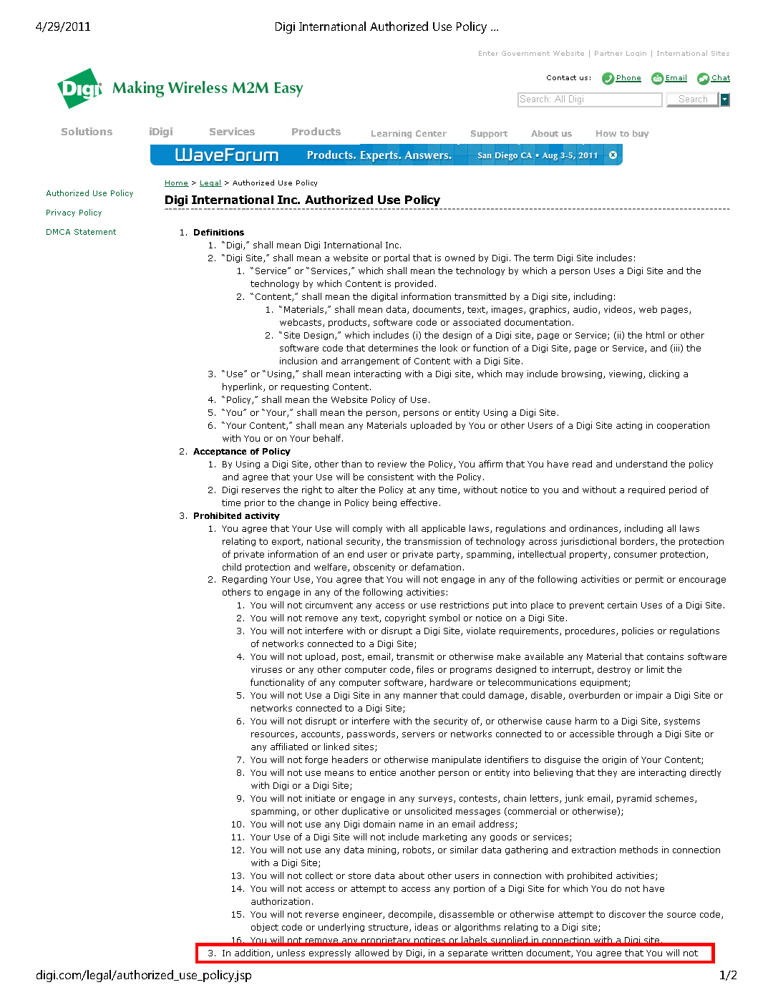 4/29/2011 Digi International Authorized Use Policy ...
Enter Government Website | Partner Login | International Sites
Contact us: Phone Email Chat
Digi Making Wireless M2M Easy
Search: All Digi Search
Solutions iDigi Services Products Learning Center Support About us How to buy
WaveForum Products. Experts. Answers. San Diego CA • Aug 3-5, 2011
Home > Legal > Authorized Use Policy
Authorized Use Policy
Privacy Policy
DMCA Statement
Digi International Inc. Authorized Use Policy
1. Definitions
1. “Digi,” shall mean Digi International Inc.
2. “Digi Site,” shall mean a website or portal that is owned by Digi. The term Digi Site includes:
1. “Service” or “Services,” which shall mean the technology by which a person Uses a Digi Site and the
technology by which Content is provided.
2. “Content,” shall mean the digital information transmitted by a Digi site, including:
1. “Materials,” shall mean data, documents, text, images, graphics, audio, videos, web pages,
webcasts, products, software code or associated documentation.
2. “Site Design,” which includes (i) the design of a Digi site, page or Service; (ii) the html or other
software code that determines the look or function of a Digi Site, page or Service, and (iii) the
inclusion and arrangement of Content with a Digi Site.
3. “Use” or “Using,” shall mean interacting with a Digi site, which may include browsing, viewing, clicking a
hyperlink, or requesting Content.
4. “Policy,” shall mean the Website Policy of Use.
5. “You” or “Your,” shall mean the person, persons or entity Using a Digi Site.
6. “Your Content,” shall mean any Materials uploaded by You or other Users of a Digi Site acting in cooperation
with You or on Your behalf.
2. Acceptance of Policy
1. By Using a Digi Site, other than to review the Policy, You affirm that You have read and understand the policy
and agree that your Use will be consistent with the Policy.
2. Digi reserves the right to alter the Policy at any time, without notice to you and without a required period of
time prior to the change in Policy being effective.
3. Prohibited activity
1. You agree that Your Use will comply with all applicable laws, regulations and ordinances, including all laws
relating to export, national security, the transmission of technology across jurisdictional borders, the protection
of private information of an end user or private party, spamming, intellectual property, consumer protection,
child protection and welfare, obscenity or defamation.
2. Regarding Your Use, You agree that You will not engage in any of the following activities or permit or encourage
others to engage in any of the following activities:
1. You will not circumvent any access or use restrictions put into place to prevent certain Uses of a Digi Site.
2. You will not remove any text, copyright symbol or notice on a Digi Site.
3. You will not interfere with or disrupt a Digi Site, violate requirements, procedures, policies or regulations
of networks connected to a Digi Site;
4. You will not upload, post, email, transmit or otherwise make available any Material that contains software
viruses or any other computer code, files or programs designed to interrupt, destroy or limit the
functionality of any computer software, hardware or telecommunications equipment;
5. You will not Use a Digi Site in any manner that could damage, disable, overburden or impair a Digi Site or
networks connected to a Digi Site;
6. You will not disrupt or interfere with the security of, or otherwise cause harm to a Digi Site, systems
resources, accounts, passwords, servers or networks connected to or accessible through a Digi Site or
any affiliated or linked sites;
7. You will not forge headers or otherwise manipulate identifiers to disguise the origin of Your Content;
8. You will not use means to entice another person or entity into believing that they are interacting directly
with Digi or a Digi Site;
9. You will not initiate or engage in any surveys, contests, chain letters, junk email, pyramid schemes,
spamming, or other duplicative or unsolicited messages (commercial or otherwise);
10. You will not use any Digi domain name in an email address;
11. Your Use of a Digi Site will not include marketing any goods or services;
12. You will not use any data mining, robots, or similar data gathering and extraction methods in connection
with a Digi Site;
13. You will not collect or store data about other users in connection with prohibited activities;
14. You will not access or attempt to access any portion of a Digi Site for which You do not have
authorization.
15. You will not reverse engineer, decompile, disassemble or otherwise attempt to discover the source code,
object code or underlying structure, ideas or algorithms relating to a Digi site;
16. You will not remove any proprietary notices or labels supplied in connection with a Digi site.
3. In addition, unless expressly allowed by Digi, in a separate written document, You agree that You will not
digi.com/legal/authorized_use_policy.jsp 1/2